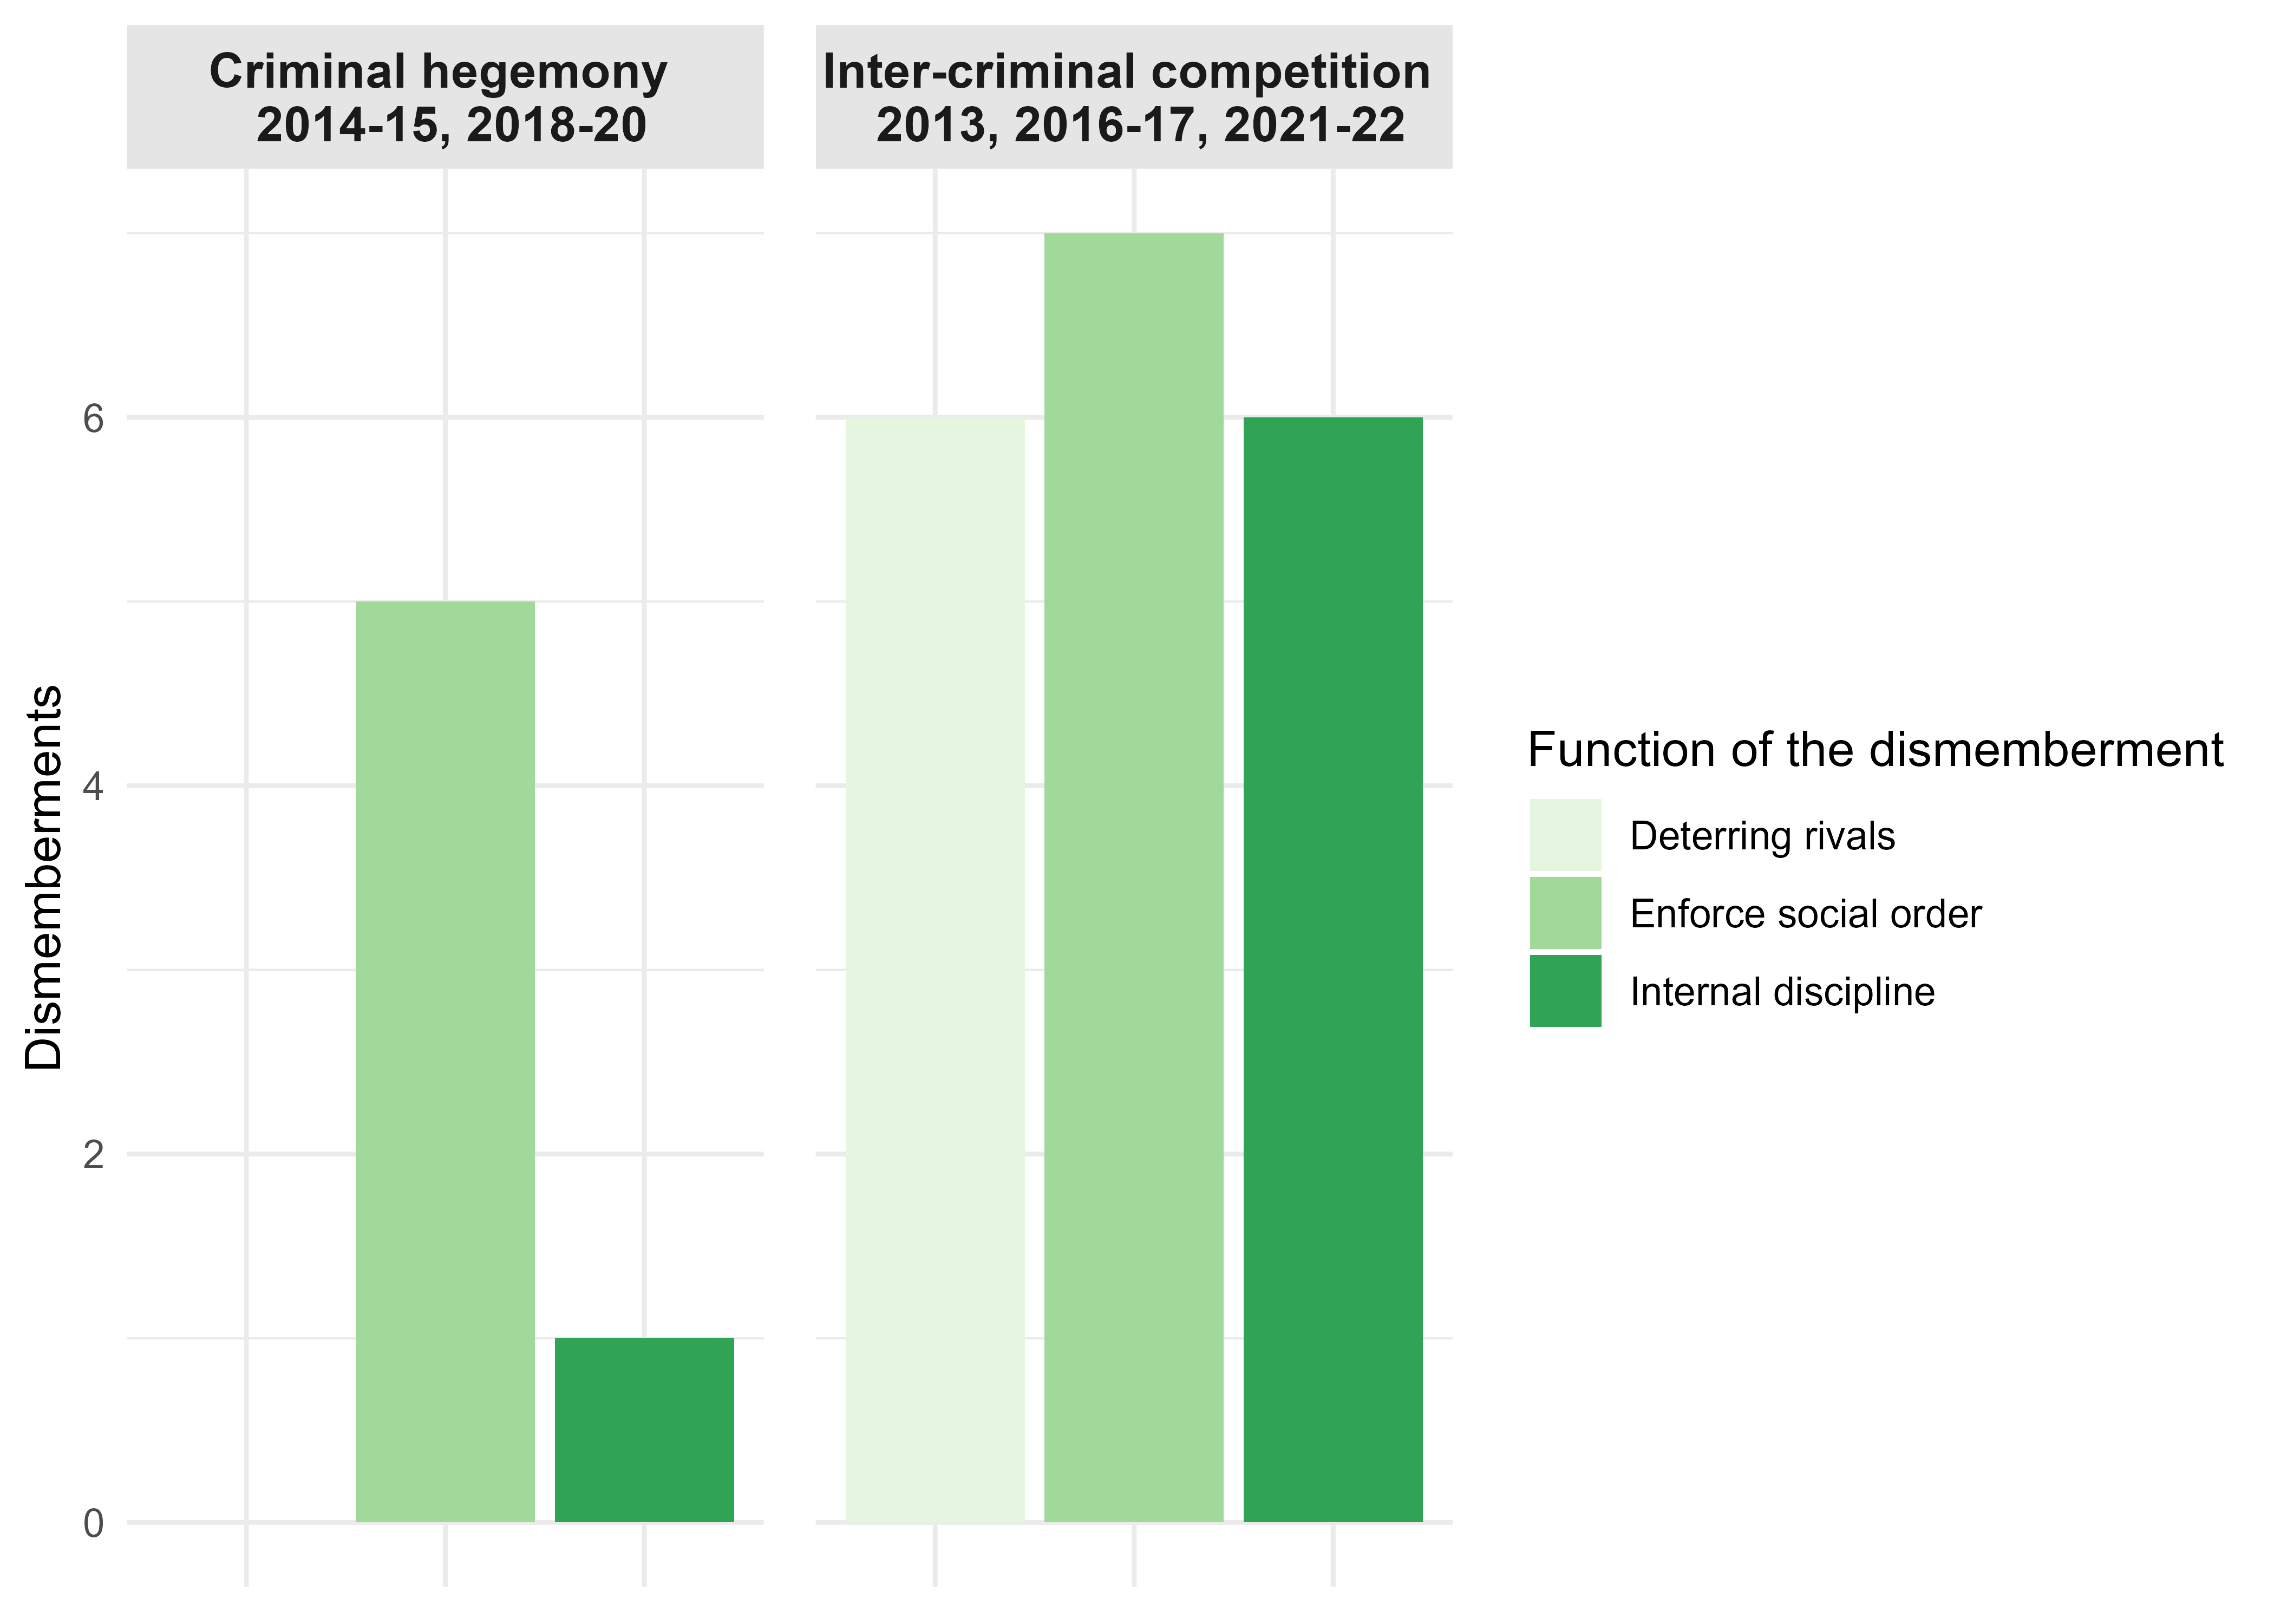 Criminal hegemony
2014-15, 2018-20
Inter-criminal competition
2013, 2016-17, 2021-22
Dismemberments
6
4
2
0
Function of the dismemberment
Deterring rivals
Enforce social order
Internal discipline